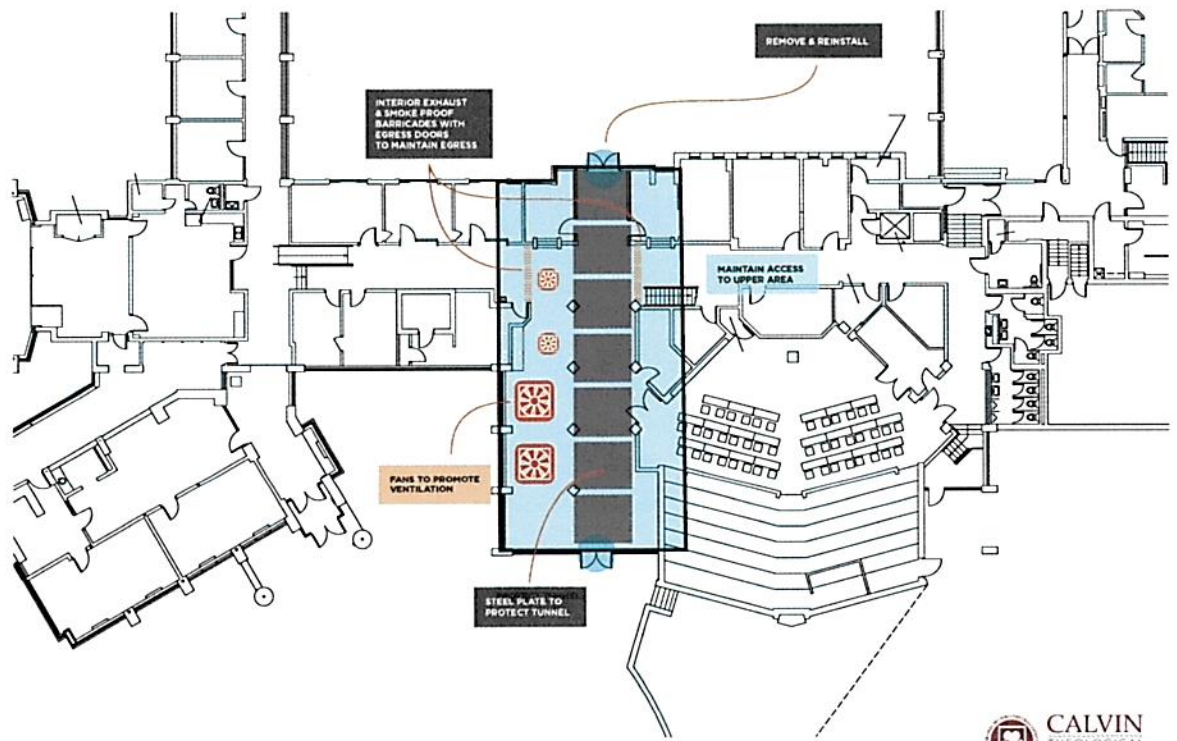 REMOVE & REINSTALL
INTERIOR EXHAUST
& SMOKE PROOF
BARRICADES WITH
EGRESS DOORS
TO MAINTAIN EGRESS
MAINTAIN ACCESS
TO UPPER AREA
FANS TO PROMOTE
VENTILATION
STEEL PLATE TO
PROTECT TUNNEL
CALVIN
THEOLOGICAL